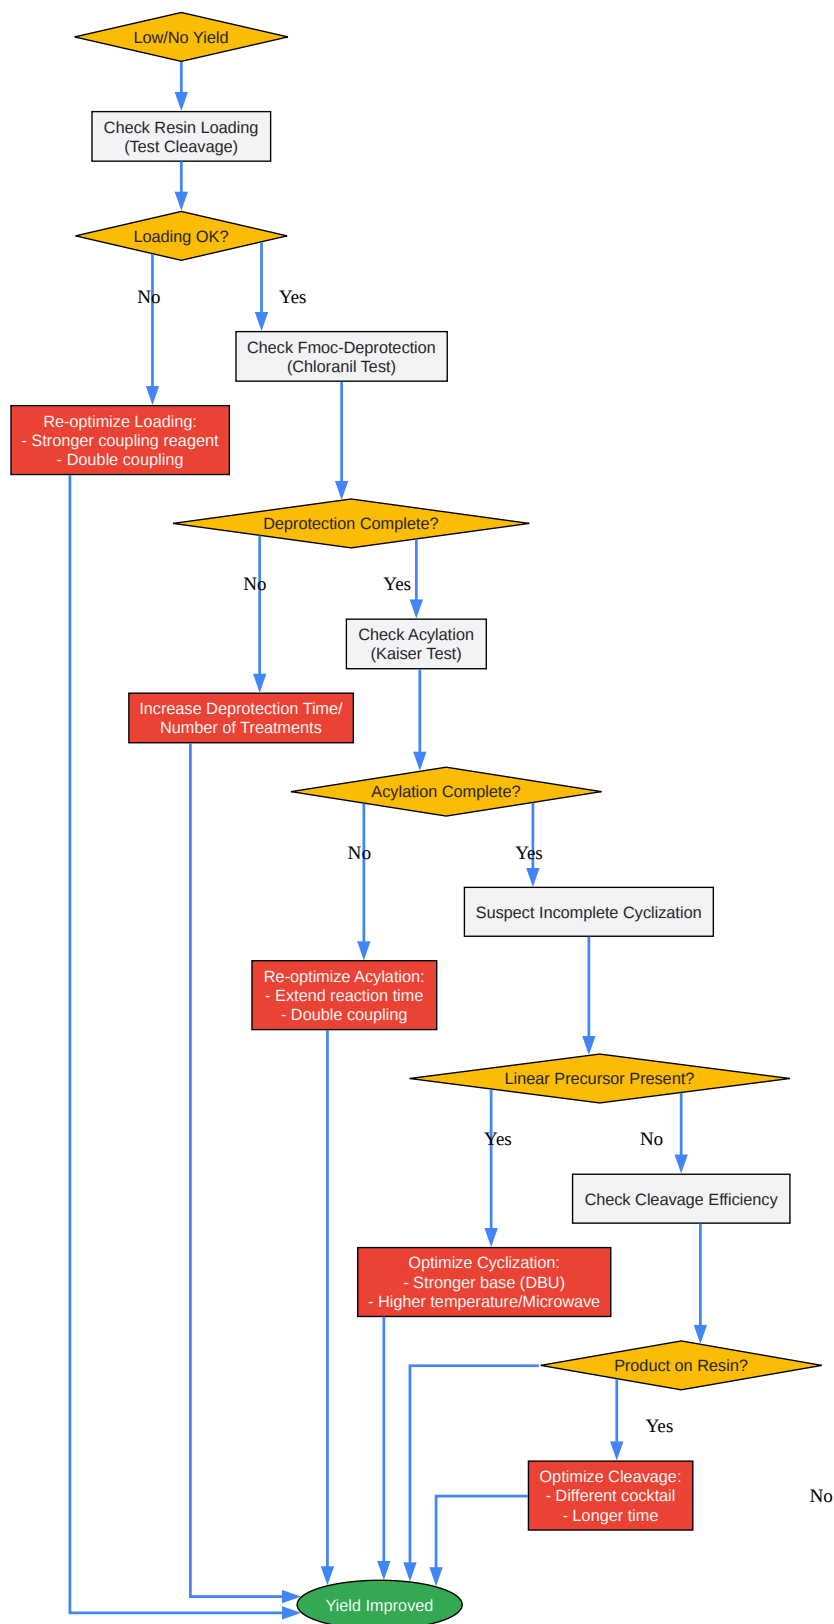 Low/No Yield
Check Resin Loading
(Test Cleavage)
Loading OK?
No
Yes
Check Fmoc-Deprotection
(Chloranil Test)
Re-optimize Loading:
- Stronger coupling reagent
- Double coupling
Deprotection Complete?
No
Yes
Check Acylation
(Kaiser Test)
Increase Deprotection Time/
Number of Treatments
Acylation Complete?
No
Yes
Suspect Incomplete Cyclization
Re-optimize Acylation:
- Extend reaction time
- Double coupling
Linear Precursor Present?
Yes
No
Check Cleavage Efficiency
Optimize Cyclization:
- Stronger base (DBU)
- Higher temperature/Microwave
Product on Resin?
Yes
Optimize Cleavage:
- Different cocktail
- Longer time
No
Yield Improved